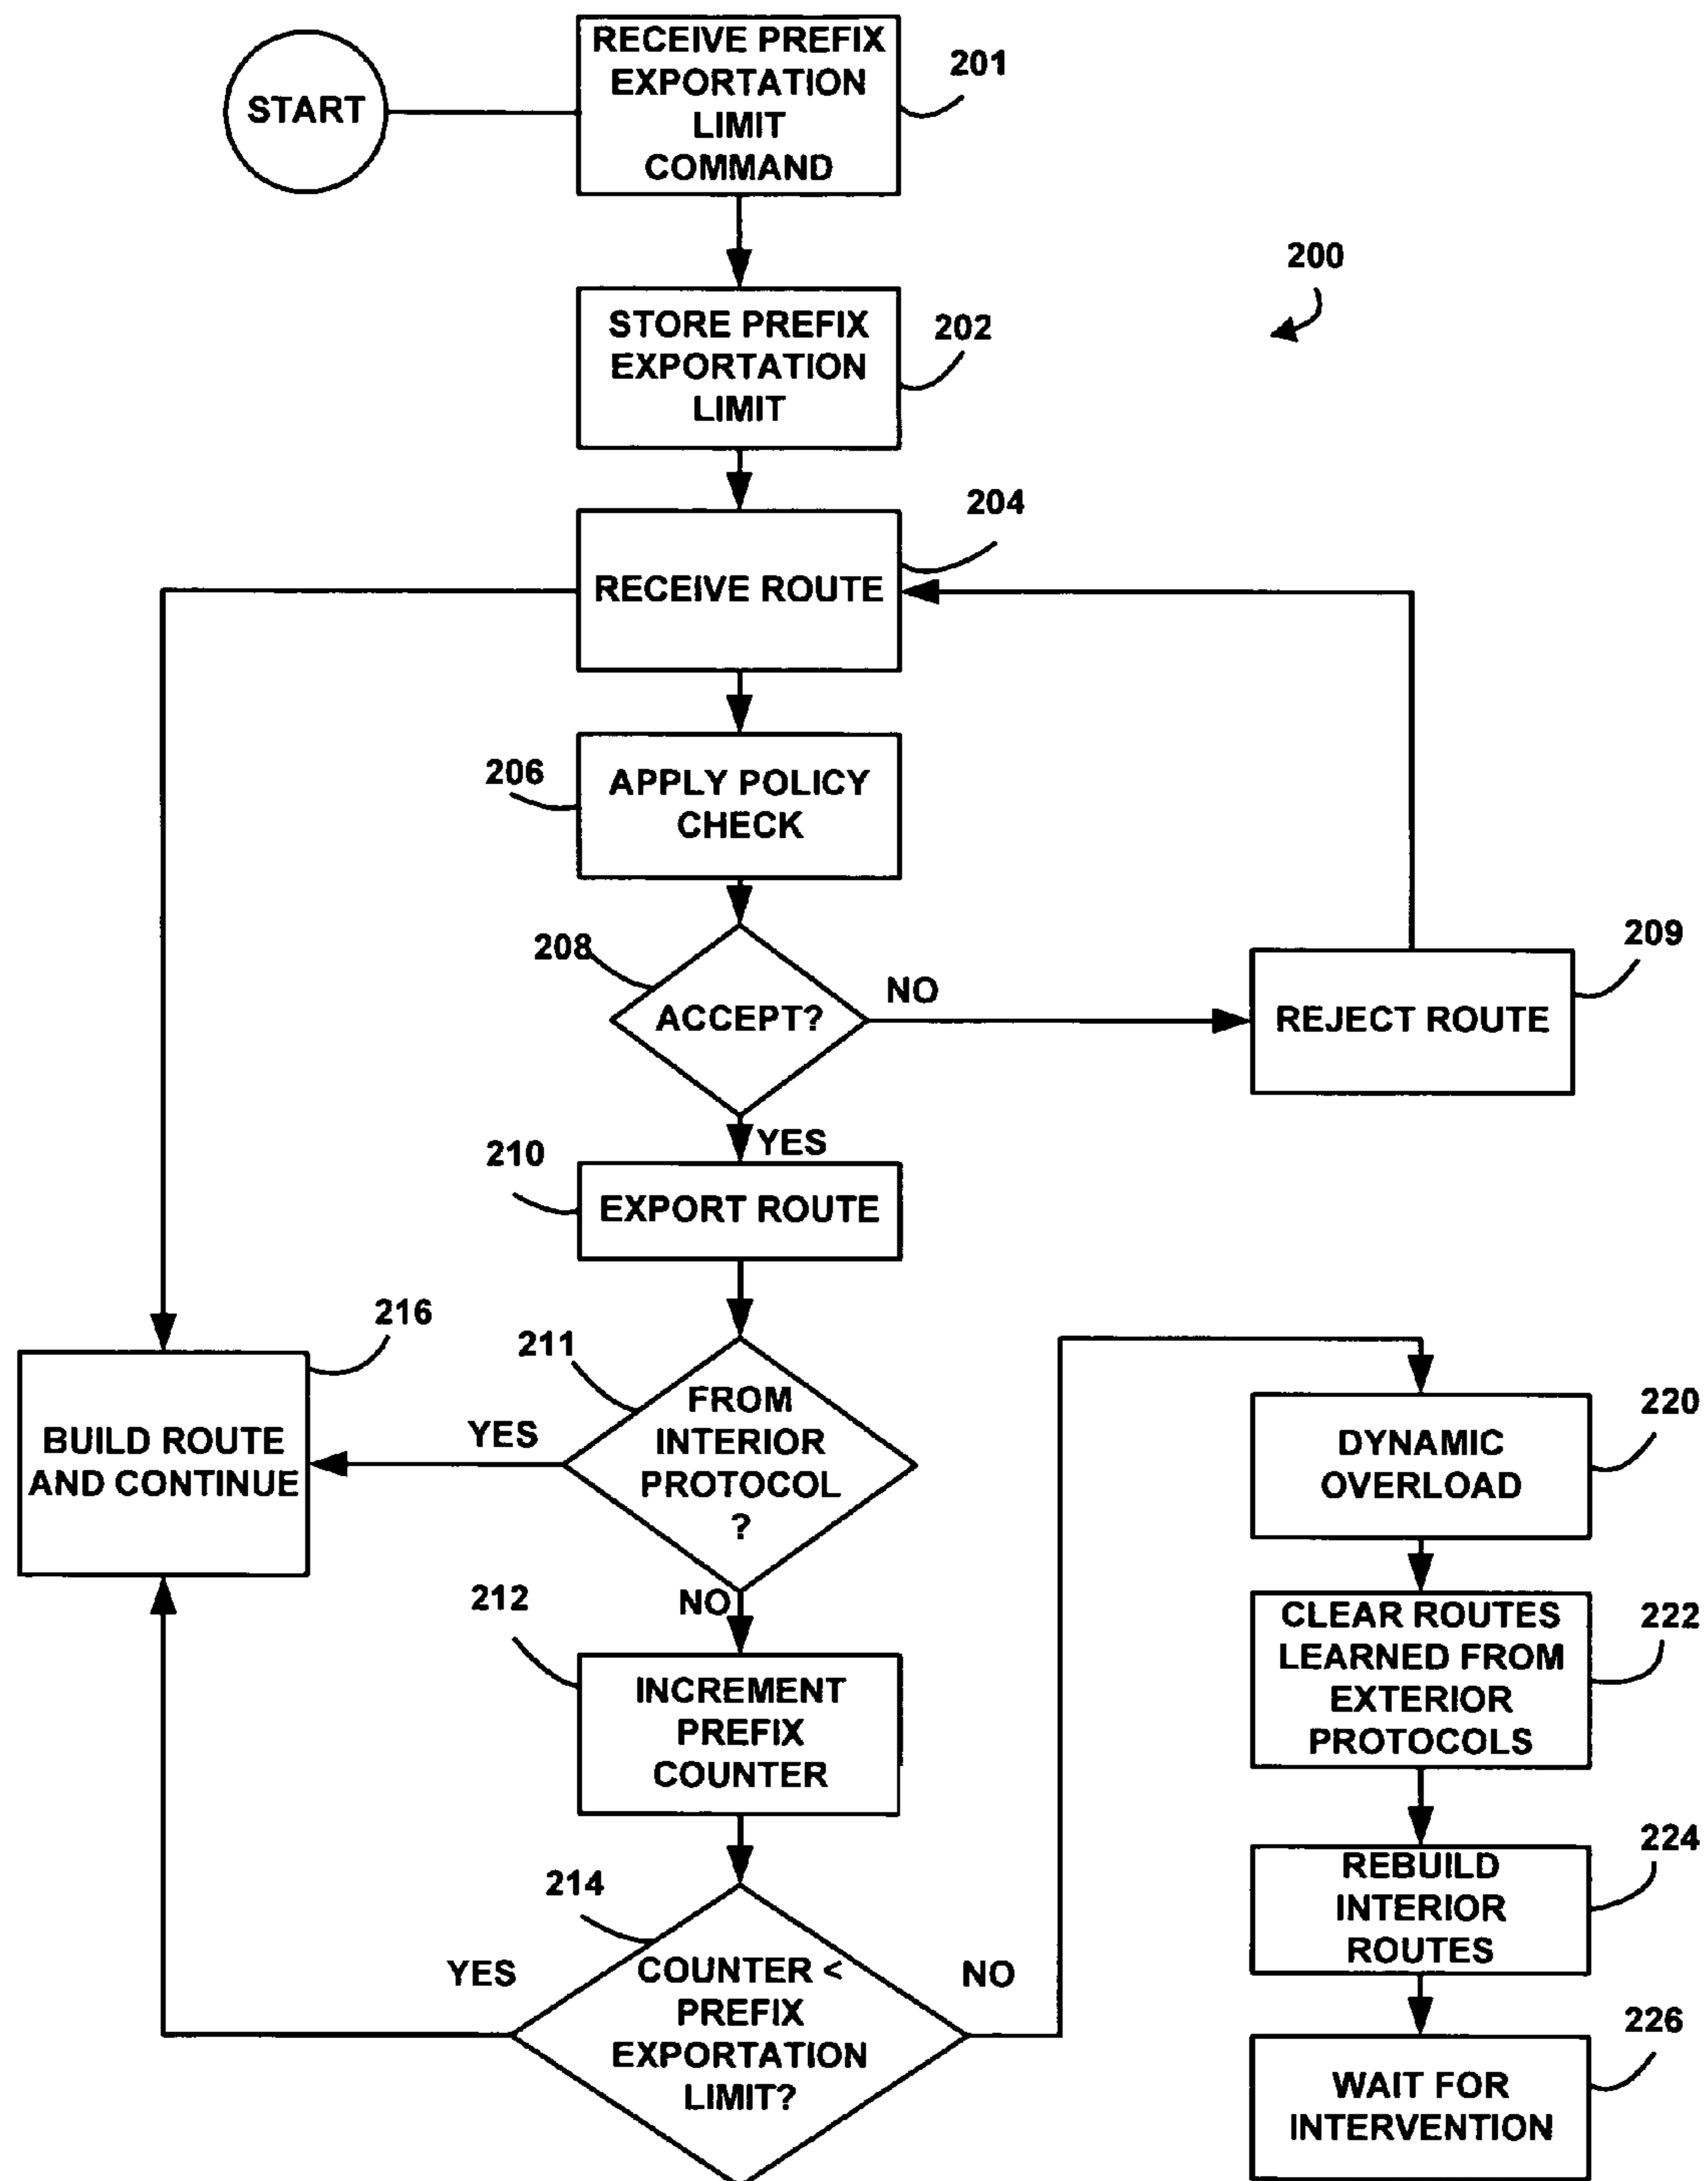 START
RECEIVE PREFIX
EXPORTATION
LIMIT
COMMAND
201
200
STORE PREFIX
EXPORTATION
LIMIT
202
204
RECEIVE ROUTE
206
APPLY POLICY
CHECK
208
ACCEPT?
NO
209
REJECT ROUTE
YES
210
EXPORT ROUTE
216
BUILD ROUTE
AND CONTINUE
211
FROM
INTERIOR
PROTOCOL
?
YES
NO
212
INCREMENT
PREFIX
COUNTER
214
COUNTER <
PREFIX
EXPORTATION
LIMIT?
YES
NO
220
DYNAMIC
OVERLOAD
222
CLEAR ROUTES
LEARNED FROM
EXTERIOR
PROTOCOLS
224
REBUILD
INTERIOR
ROUTES
226
WAIT FOR
INTERVENTION